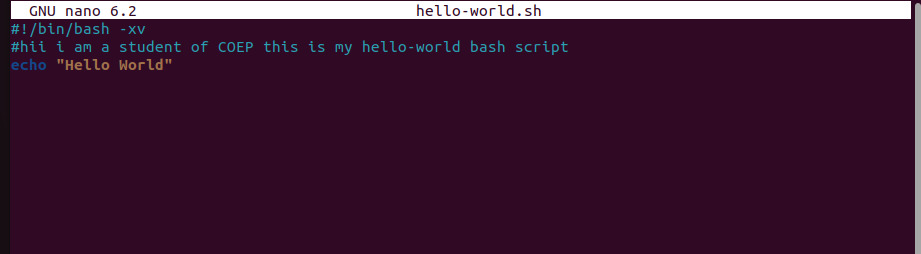 GNU nano 6.2 hello-world.sh
#!/bin/bash -xv
#hii i am a student of COEP this is my hello-world bash script
echo "Hello World"